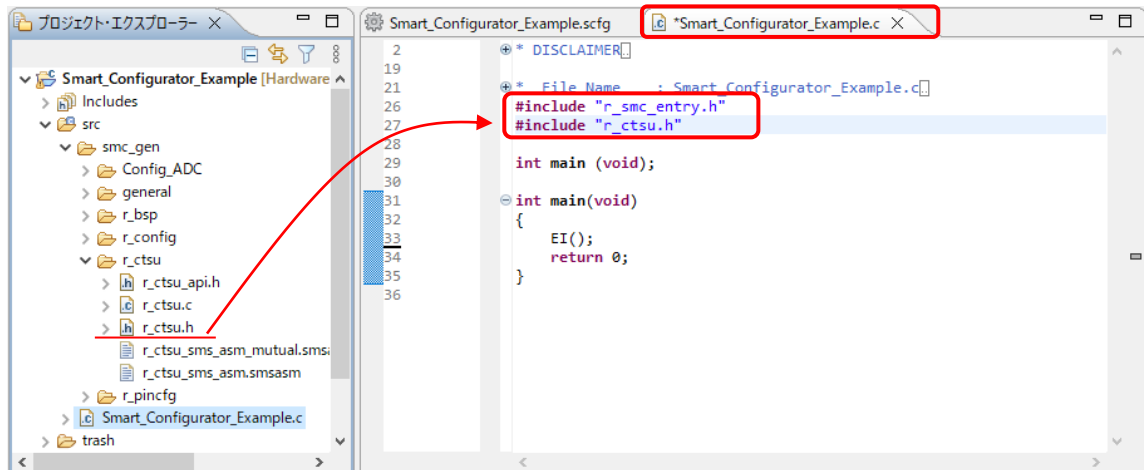 プロジェクト・エクスプローラー
Smart_Configurator_Example [Hardware
Includes
src
smc_gen
Config_ADC
general
r_bsp
r_config
r_ctsu
r_ctsu_api.h
r_ctsu.c
r_ctsu.h
r_ctsu_sms_asm_mutual.sms
r_ctsu_sms_asm.smsasm
r_pincfg
Smart_Configurator_Example.c
trash
Smart_Configurator_Example.scfg
*Smart_Configurator_Example.c
2 * DISCLAIMER
19
21 * File Name : Smart_Configurator_Example.c
26 #include "r_smc_entry.h"
27 #include "r_ctsu.h"
28
29 int main (void);
30
31 int main(void)
32 {
33 EI();
34 return 0;
35 }
36